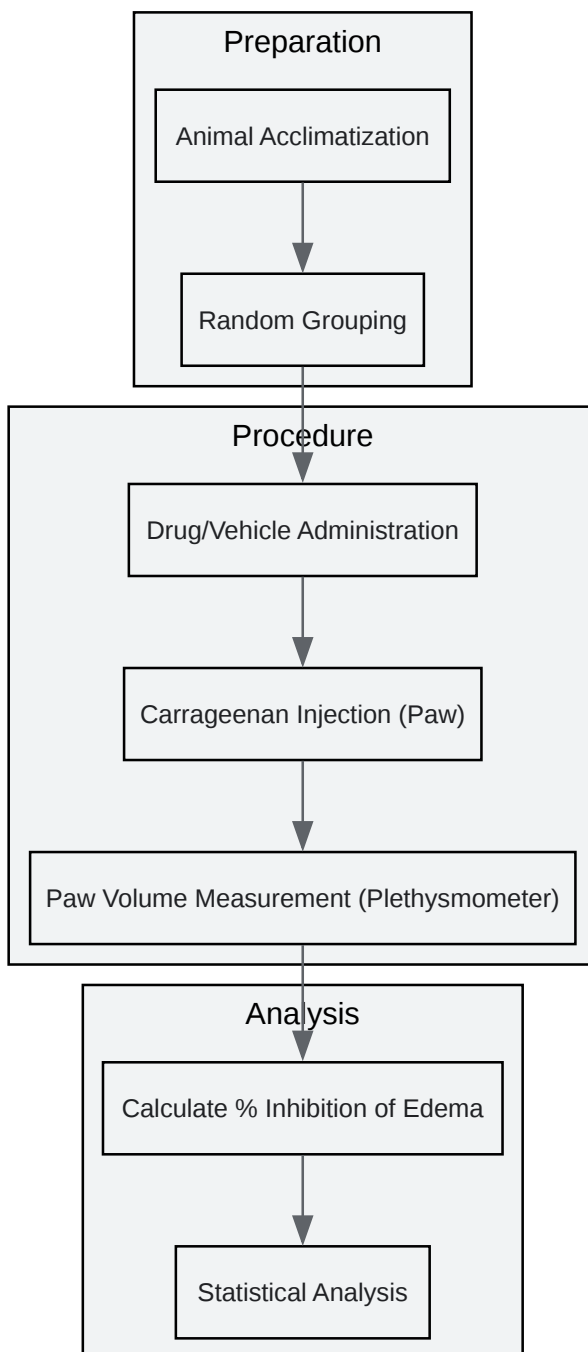 Preparation
Animal Acclimatization
Random Grouping
Procedure
Drug/Vehicle Administration
Carrageenan Injection (Paw)
Paw Volume Measurement (Plethysmometer)
Analysis
Calculate % Inhibition of Edema
Statistical Analysis